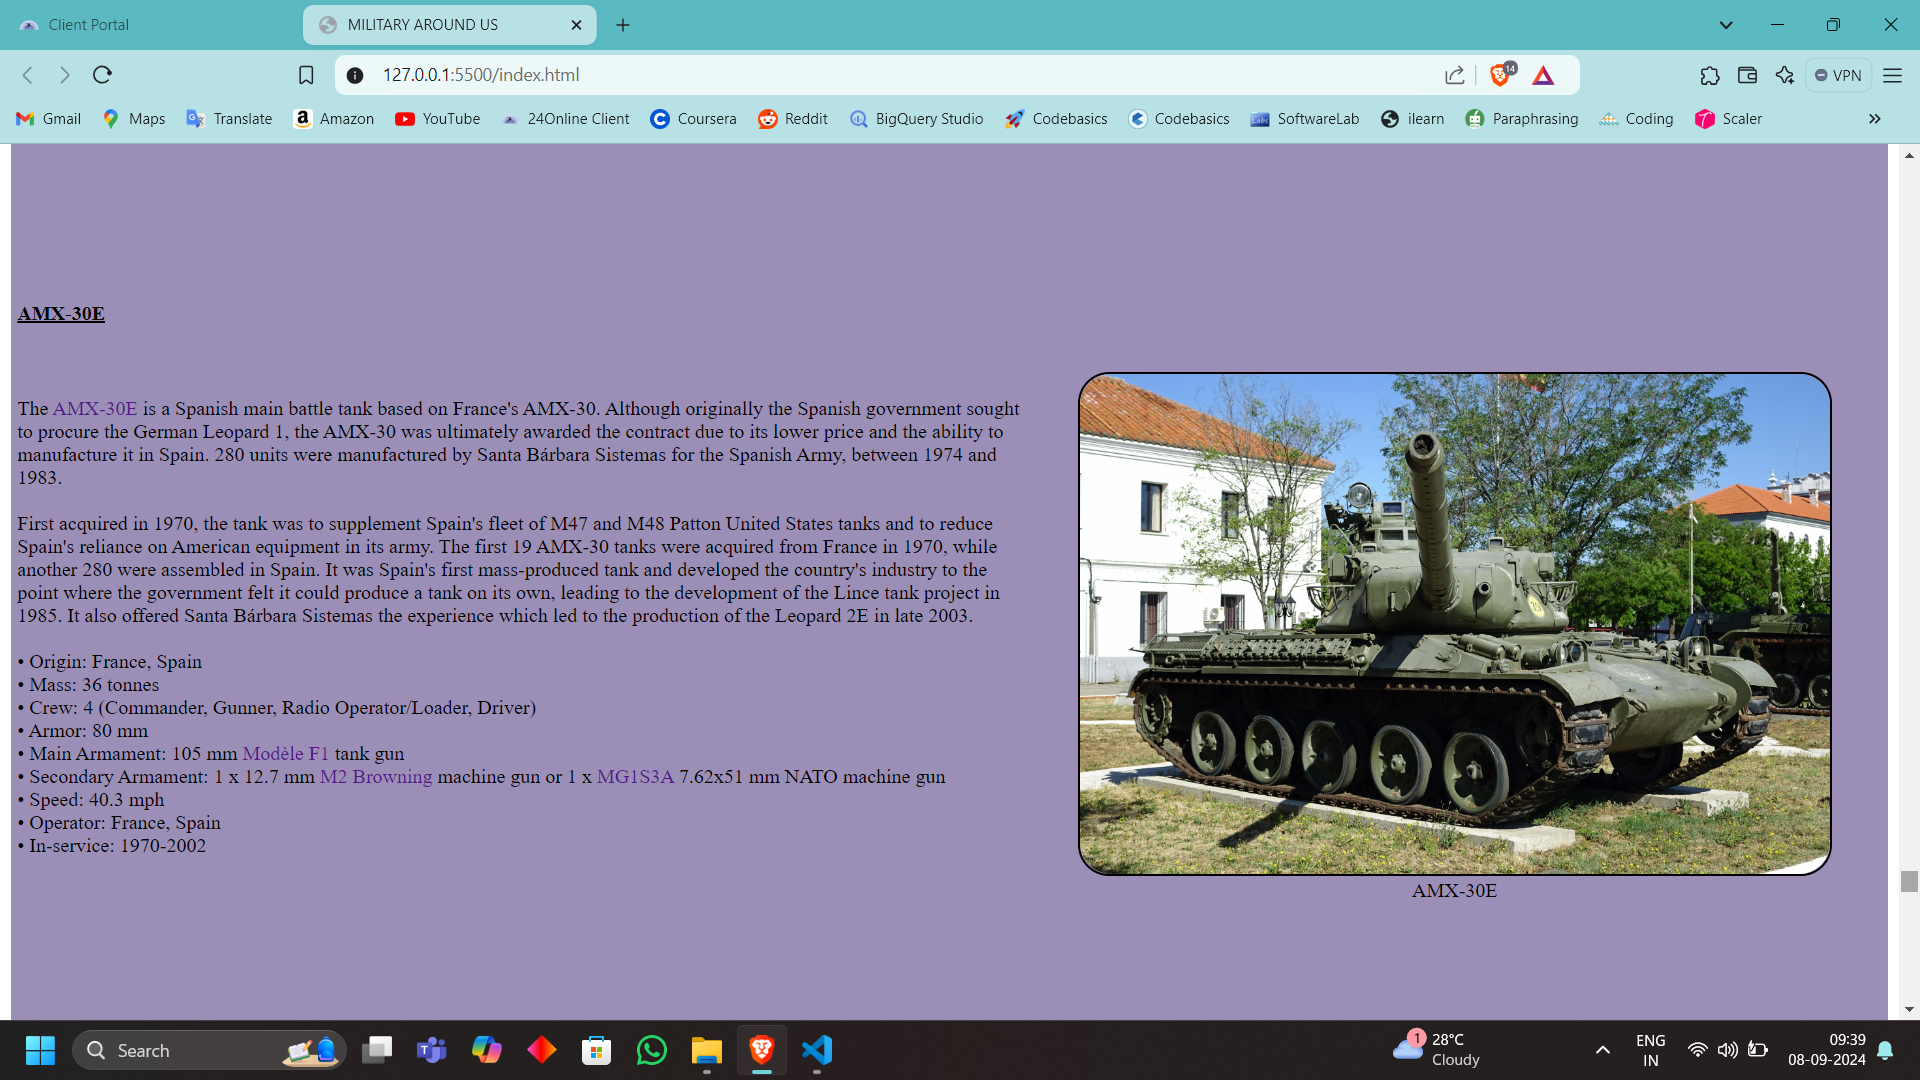 Client Portal
MILITARY AROUND US
127.0.0.1:5500/index.html
14
VPN
Gmail
Maps
Translate
Amazon
YouTube
24Online Client
Coursera
Reddit
BigQuery Studio
Codebasics
Codebasics
SoftwareLab
ilearn
Paraphrasing
Coding
Scaler
AMX-30E
The AMX-30E is a Spanish main battle tank based on France's AMX-30. Although originally the Spanish government sought
to procure the German Leopard 1, the AMX-30 was ultimately awarded the contract due to its lower price and the ability to
manufacture it in Spain. 280 units were manufactured by Santa Bárbara Sistemas for the Spanish Army, between 1974 and
1983.
First acquired in 1970, the tank was to supplement Spain's fleet of M47 and M48 Patton United States tanks and to reduce
Spain's reliance on American equipment in its army. The first 19 AMX-30 tanks were acquired from France in 1970, while
another 280 were assembled in Spain. It was Spain's first mass-produced tank and developed the country's industry to the
point where the government felt it could produce a tank on its own, leading to the development of the Lince tank project in
1985. It also offered Santa Bárbara Sistemas the experience which led to the production of the Leopard 2E in late 2003.
• Origin: France, Spain
• Mass: 36 tonnes
• Crew: 4 (Commander, Gunner, Radio Operator/Loader, Driver)
• Armor: 80 mm
• Main Armament: 105 mm Modèle F1 tank gun
• Secondary Armament: 1 x 12.7 mm M2 Browning machine gun or 1 x MG1S3A 7.62x51 mm NATO machine gun
• Speed: 40.3 mph
• Operator: France, Spain
• In-service: 1970-2002
AMX-30E
Search
1
28°C
Cloudy
ENG
IN
09:39
08-09-2024